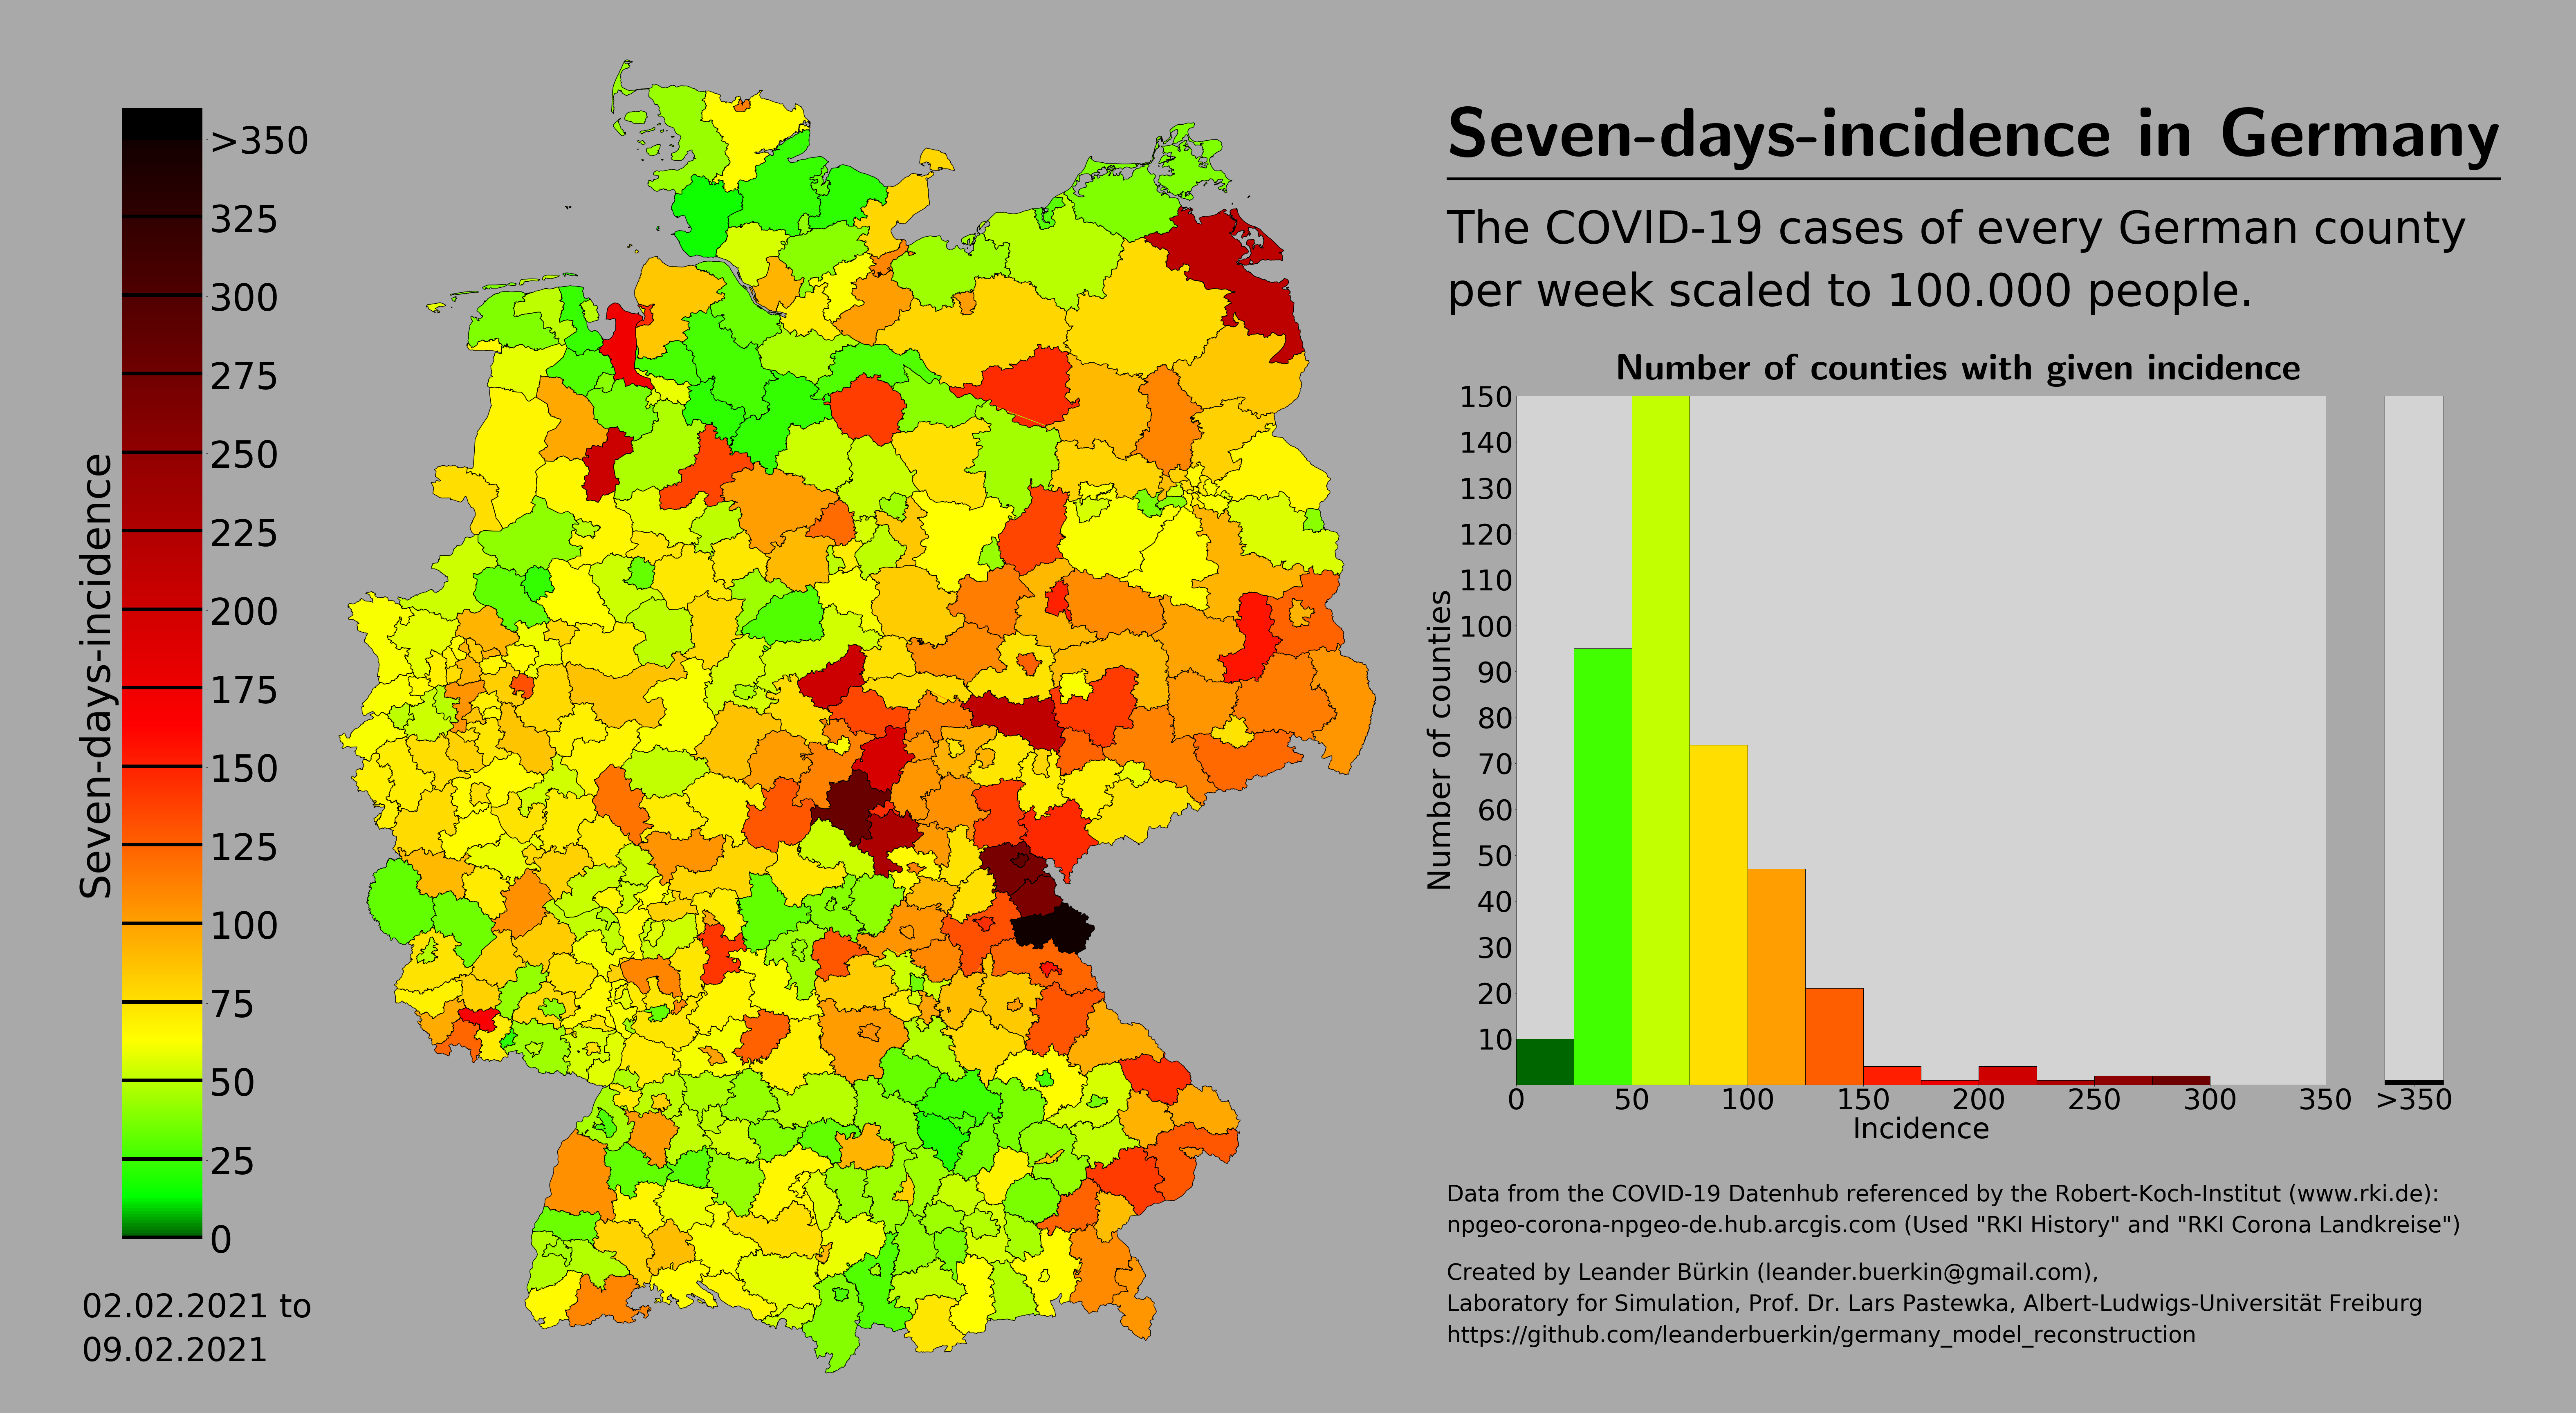 Seven-days-incidence in Germany
The COVID-19 cases of every German county
per week scaled to 100.000 people.
>350
325
300
275
250
225
200
175
150
125
100
75
50
25
0
Seven-days-incidence
02.02.2021 to
09.02.2021
Number of counties with given incidence
150
140
130
120
110
100
90
80
70
60
50
40
30
20
10
Number of counties
0 50 100 150 200 250 300 350 >350
Incidence
Data from the COVID-19 Datenhub referenced by the Robert-Koch-Institut (www.rki.de):
npgeo-corona-npgeo-de.hub.arcgis.com (Used "RKI History" and "RKI Corona Landkreise")
Created by Leander Bürkin (leander.buerkin@gmail.com),
Laboratory for Simulation, Prof. Dr. Lars Pastewka, Albert-Ludwigs-Universität Freiburg
https://github.com/leanderbuerkin/germany_model_reconstruction